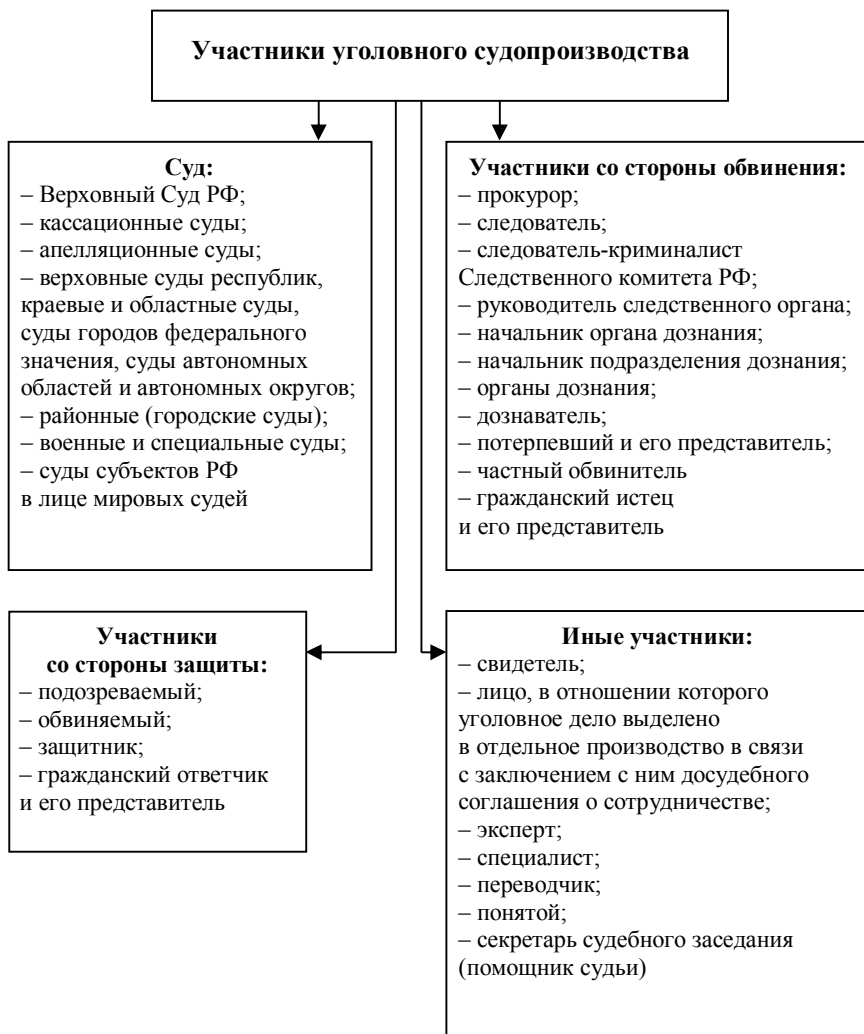 Участники уголовного судопроизводства
Суд:
– Верховный Суд РФ;
– кассационные суды;
– апелляционные суды;
– верховные суды республик,
краевые и областные суды,
суды городов федерального
значения, суды автономных
областей и автономных округов;
– районные (городские суды);
– военные и специальные суды;
– суды субъектов РФ
в лице мировых судей
Участники со стороны обвинения:
– прокурор;
– следователь;
– следователь-криминалист
Следственного комитета РФ;
– руководитель следственного органа;
– начальник органа дознания;
– начальник подразделения дознания;
– органы дознания;
– дознаватель;
– потерпевший и его представитель;
– частный обвинитель
– гражданский истец
и его представитель
Участники
со стороны защиты:
– подозреваемый;
– обвиняемый;
– защитник;
– гражданский ответчик
и его представитель
Иные участники:
– свидетель;
– лицо, в отношении которого
уголовное дело выделено
в отдельное производство в связи
с заключением с ним досудебного
соглашения о сотрудничестве;
– эксперт;
– специалист;
– переводчик;
– понятой;
– секретарь судебного заседания
(помощник судьи)